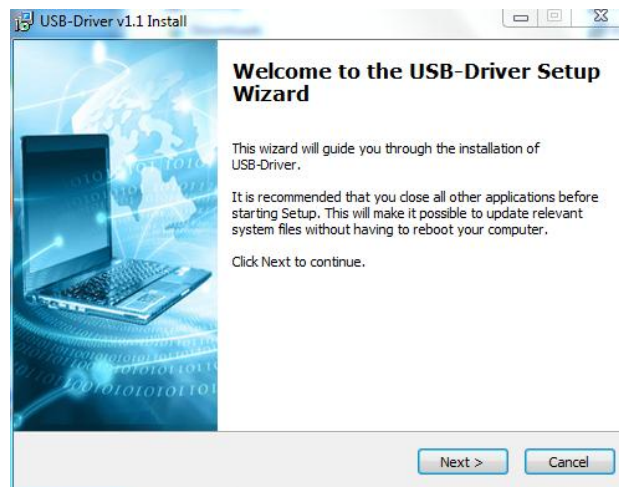 USB-Driver v1.1 Install
Welcome to the USB-Driver Setup
Wizard
This wizard will guide you through the installation of
USB-Driver.
It is recommended that you close all other applications before
starting Setup. This will make it possible to update relevant
system files without having to reboot your computer.
Click Next to continue.
Next >
Cancel